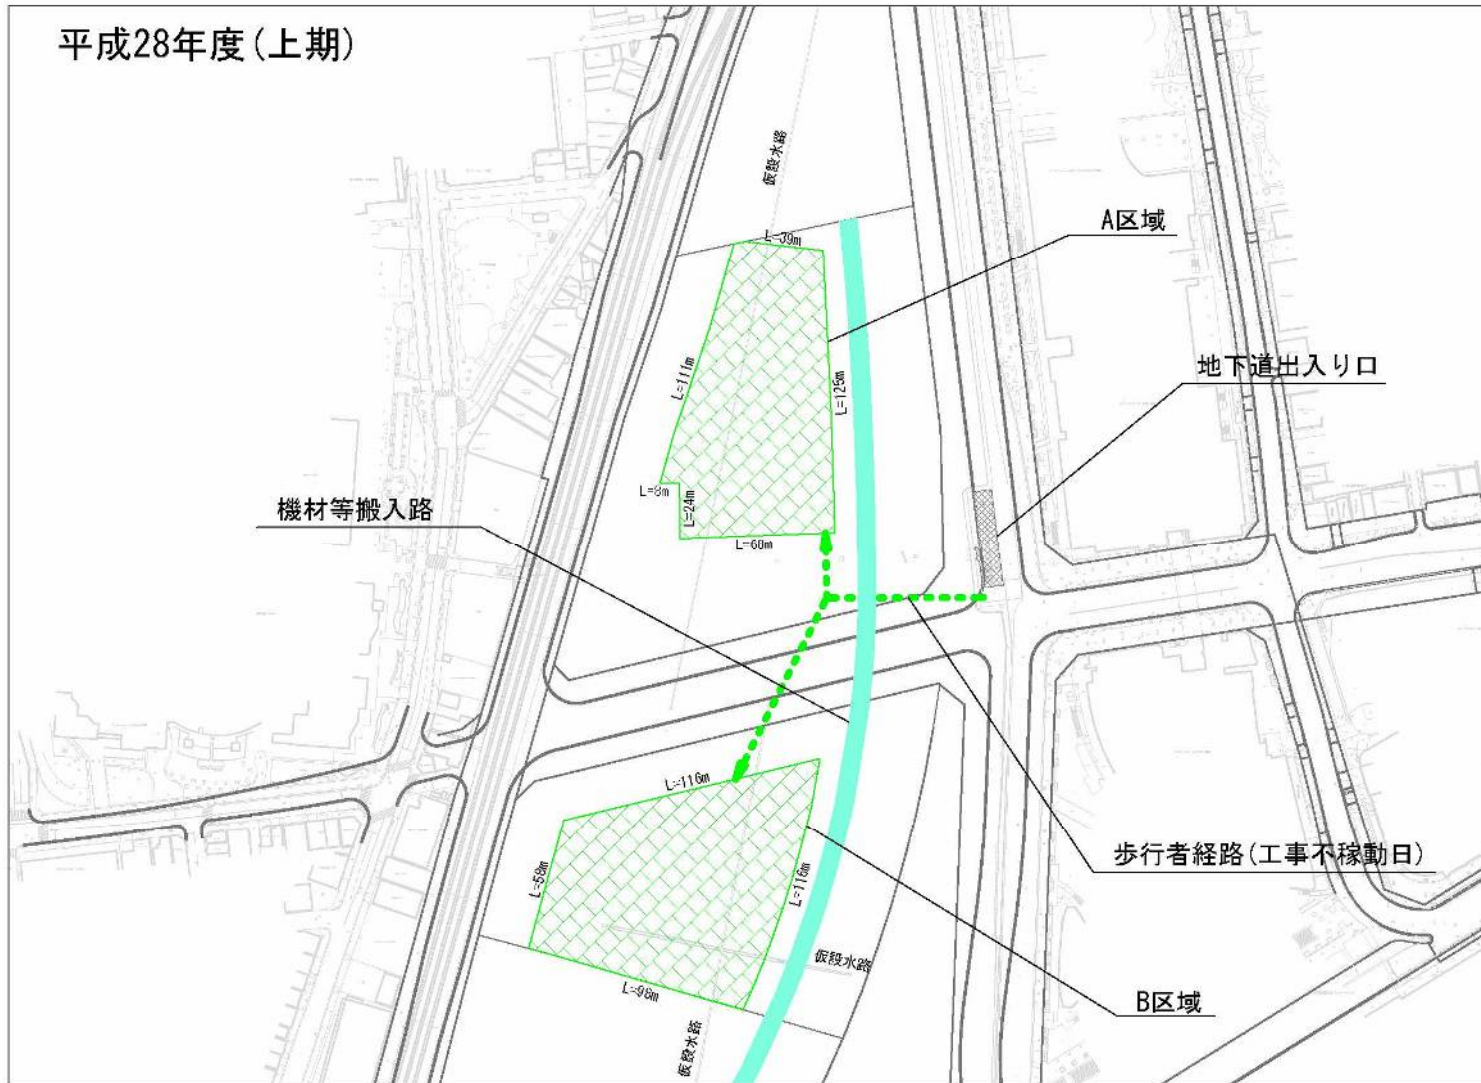 平成28年度(上期)
仮設水路
A区域
L=39m
地下道出入り口
L=111m
L=125m
機材等搬入路
L=8m
L=24m
L=68m
L=116m
歩行者経路(工事不稼動日)
L=58m
L=116m
仮設水路
L=98m
B区域
仮設水路